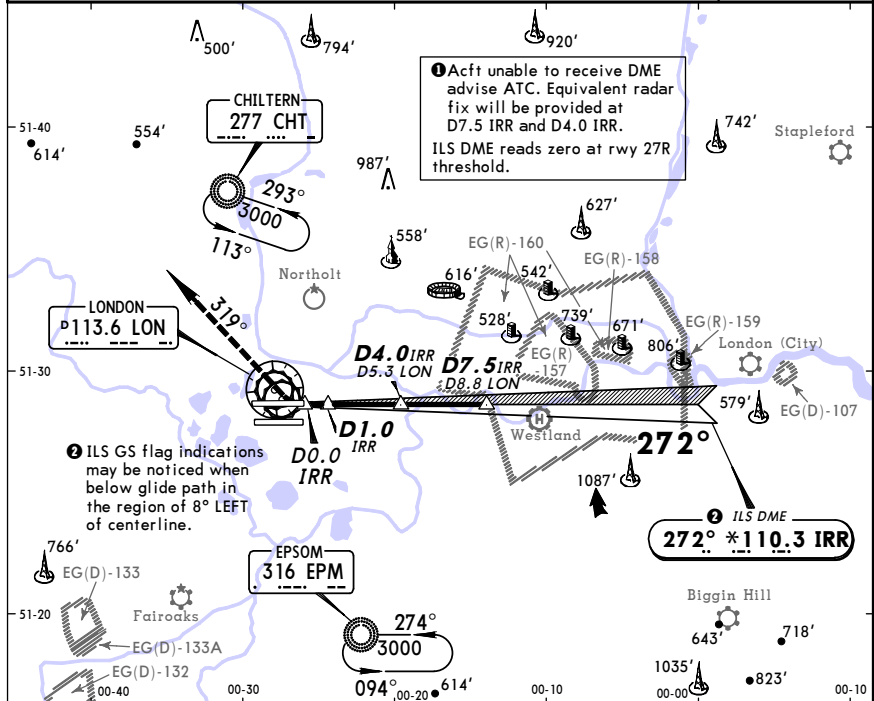 500'
794'
920'
❶ Acft unable to receive DME
advise ATC. Equivalent radar
fix will be provided at
D7.5 IRR and D4.0 IRR.
ILS DME reads zero at rwy 27R
threshold.
CHILTERN
277 CHT
51-40
614'
554'
742'
Stapleford
987'
293°
3000
113°
627'
558'
EG(R)-160
EG(R)-158
Northolt
616'
542'
LONDON
D 113.6 LON
319°
528'
739'
671'
EG(R)-159
806'
London (City)
EG(R)
-157
D4.0 IRR
D5.3 LON
D7.5 IRR
D8.8 LON
51-30
579'
EG(D)-107
D1.0
IRR
D0.0
IRR
H
Westland
272°
❷ ILS GS flag indications
may be noticed when
below glide path in
the region of 8° LEFT
of centerline.
1087'
❷ ILS DME
272° *110.3 IRR
766'
EG(D)-133
EPSOM
316 EPM
Fairoaks
51-20
274°
3000
094°
Biggin Hill
643'
718'
EG(D)-133A
EG(D)-132
1035'
823'
614'
00-40
00-30
00-20
00-10
00-00
00-10